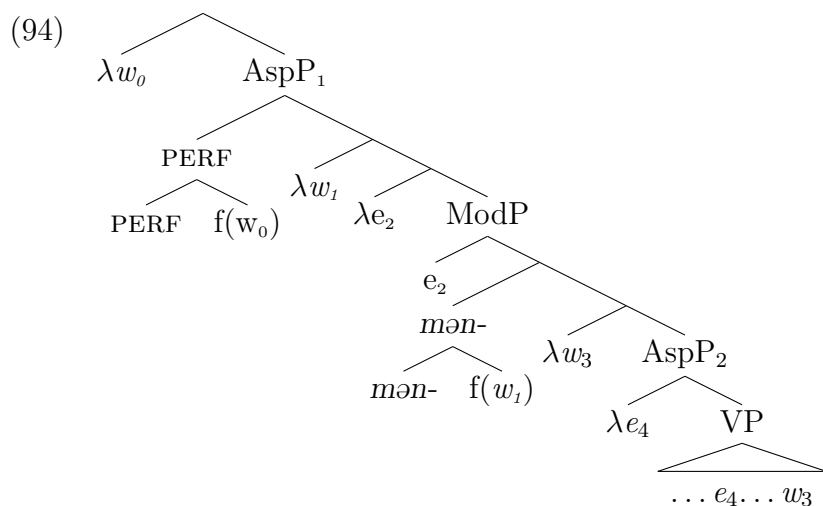 (94)
λw₀ AspP₁
PERF
λw₁
PERF f(w₀) λe₂ ModP
e₂
mən-
λw₃ AspP₂
mən- f(w₁)
λe₄ VP
… e₄ … w₃